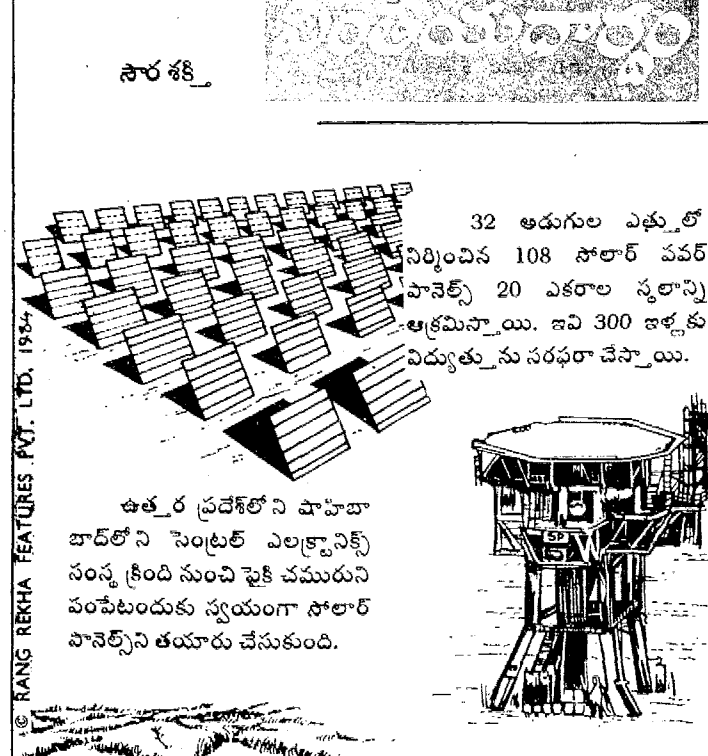 సౌర శక్తి
32 అడుగుల ఎత్తులో
నిర్మించిన 108 సోలార్ పవర్
పానెల్స్ 20 ఎకరాల స్థలాన్ని
ఆక్రమిస్తాయి. ఇవి 300 ఇళ్లకు
విద్యుత్తును సరఫరా చేస్తాయి.
ఉత్తర ప్రదేశ్‌లోని షాహిబా
బాద్‌లోని సెంట్రల్ ఎలక్ట్రానిక్స్
సంస్థ క్రింది నుంచి పైకి చమురుని
పంపేటందుకు స్వయంగా సోలార్
పానెల్స్‌ని తయారు చేసుకుంది.
SP
© RANG REKHA FEATURES PVT. LTD. 1984